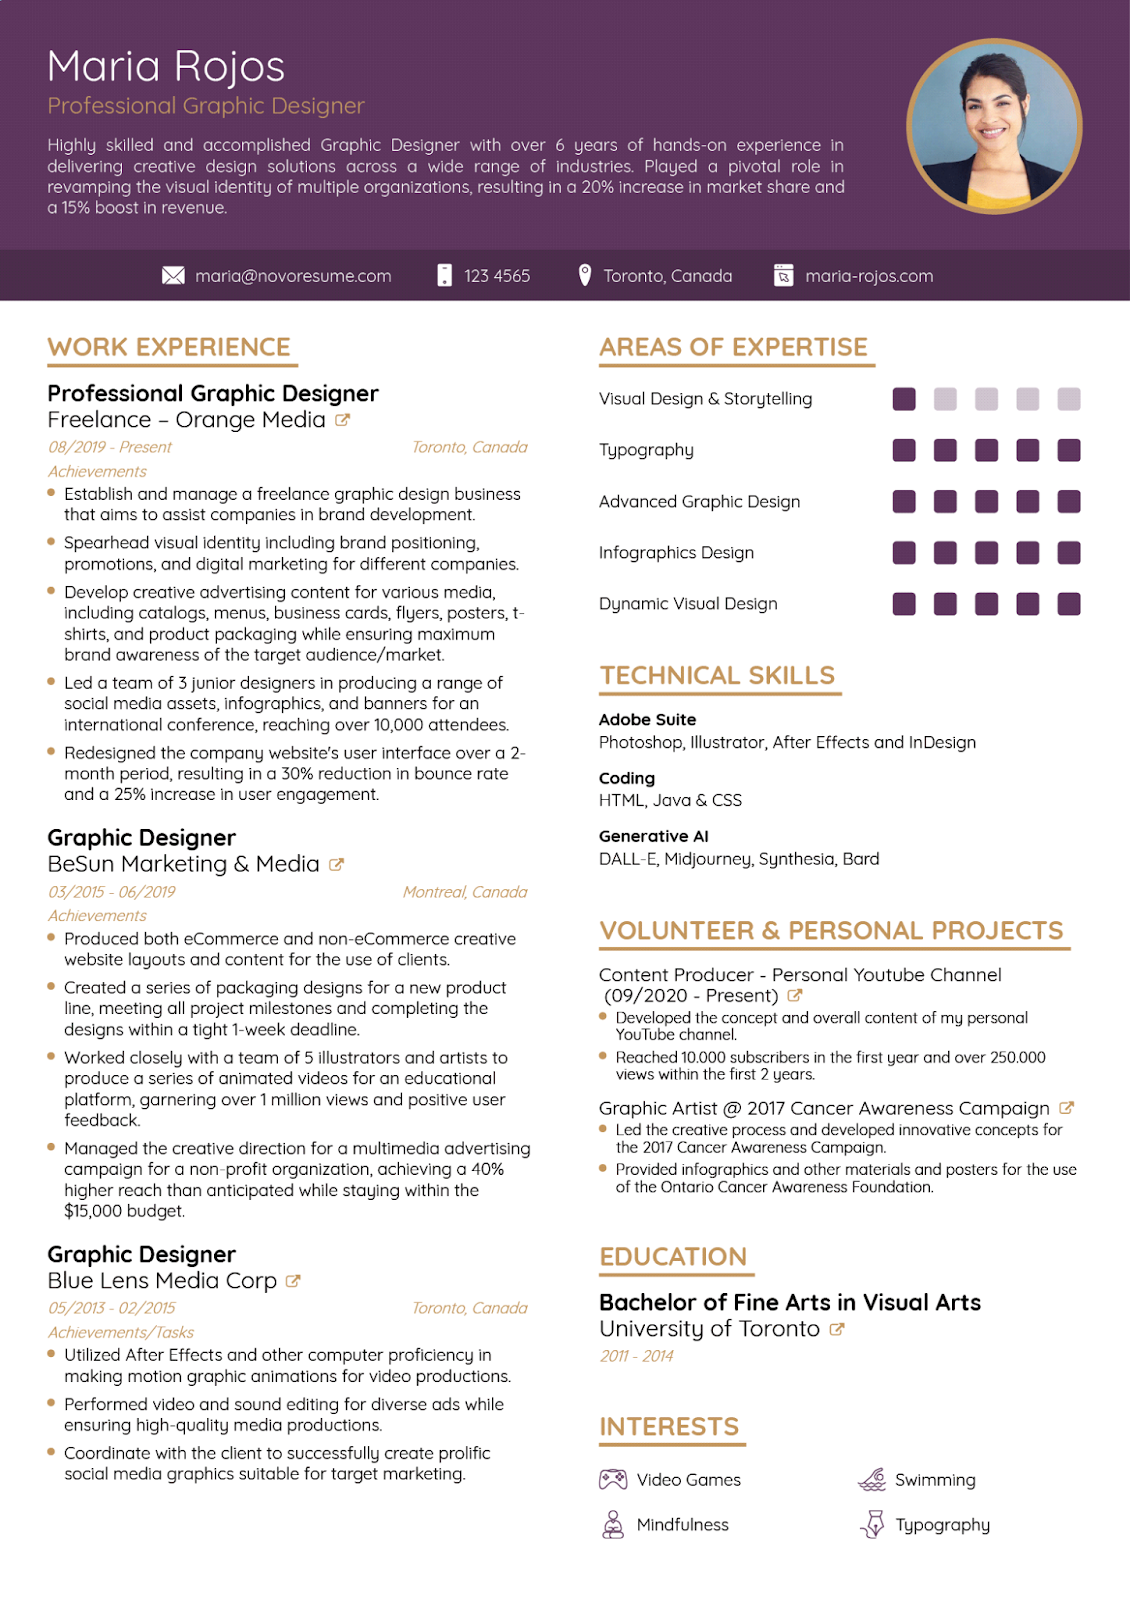 Maria Rojos
Professional Graphic Designer
Highly skilled and accomplished Graphic Designer with over 6 years of hands-on experience in
delivering creative design solutions across a wide range of industries. Played a pivotal role in
revamping the visual identity of multiple organizations, resulting in a 20% increase in market share and
a 15% boost in revenue.
maria@novoresume.com
123 4565
Toronto, Canada
maria-rojos.com
WORK EXPERIENCE
Professional Graphic Designer
Freelance – Orange Media
08/2019 - Present
Toronto, Canada
Achievements
Establish and manage a freelance graphic design business
that aims to assist companies in brand development.
Spearhead visual identity including brand positioning,
promotions, and digital marketing for different companies.
Develop creative advertising content for various media,
including catalogs, menus, business cards, flyers, posters, t-
shirts, and product packaging while ensuring maximum
brand awareness of the target audience/market.
Led a team of 3 junior designers in producing a range of
social media assets, infographics, and banners for an
international conference, reaching over 10,000 attendees.
Redesigned the company website's user interface over a 2-
month period, resulting in a 30% reduction in bounce rate
and a 25% increase in user engagement.
Graphic Designer
BeSun Marketing & Media
03/2015 - 06/2019
Montreal, Canada
Achievements
Produced both eCommerce and non-eCommerce creative
website layouts and content for the use of clients.
Created a series of packaging designs for a new product
line, meeting all project milestones and completing the
designs within a tight 1-week deadline.
Worked closely with a team of 5 illustrators and artists to
produce a series of animated videos for an educational
platform, garnering over 1 million views and positive user
feedback.
Managed the creative direction for a multimedia advertising
campaign for a non-profit organization, achieving a 40%
higher reach than anticipated while staying within the
$15,000 budget.
Graphic Designer
Blue Lens Media Corp
05/2013 - 02/2015
Toronto, Canada
Achievements/Tasks
Utilized After Effects and other computer proficiency in
making motion graphic animations for video productions.
Performed video and sound editing for diverse ads while
ensuring high-quality media productions.
Coordinate with the client to successfully create prolific
social media graphics suitable for target marketing.
AREAS OF EXPERTISE
Visual Design & Storytelling
Typography
Advanced Graphic Design
Infographics Design
Dynamic Visual Design
TECHNICAL SKILLS
Adobe Suite
Photoshop, Illustrator, After Effects and InDesign
Coding
HTML, Java & CSS
Generative AI
DALL-E, Midjourney, Synthesia, Bard
VOLUNTEER & PERSONAL PROJECTS
Content Producer - Personal Youtube Channel
(09/2020 - Present)
Developed the concept and overall content of my personal
YouTube channel.
Reached 10.000 subscribers in the first year and over 250.000
views within the first 2 years.
Graphic Artist @ 2017 Cancer Awareness Campaign
Led the creative process and developed innovative concepts for
the 2017 Cancer Awareness Campaign.
Provided infographics and other materials and posters for the use
of the Ontario Cancer Awareness Foundation.
EDUCATION
Bachelor of Fine Arts in Visual Arts
University of Toronto
2011 - 2014
INTERESTS
Video Games
Swimming
Mindfulness
Typography